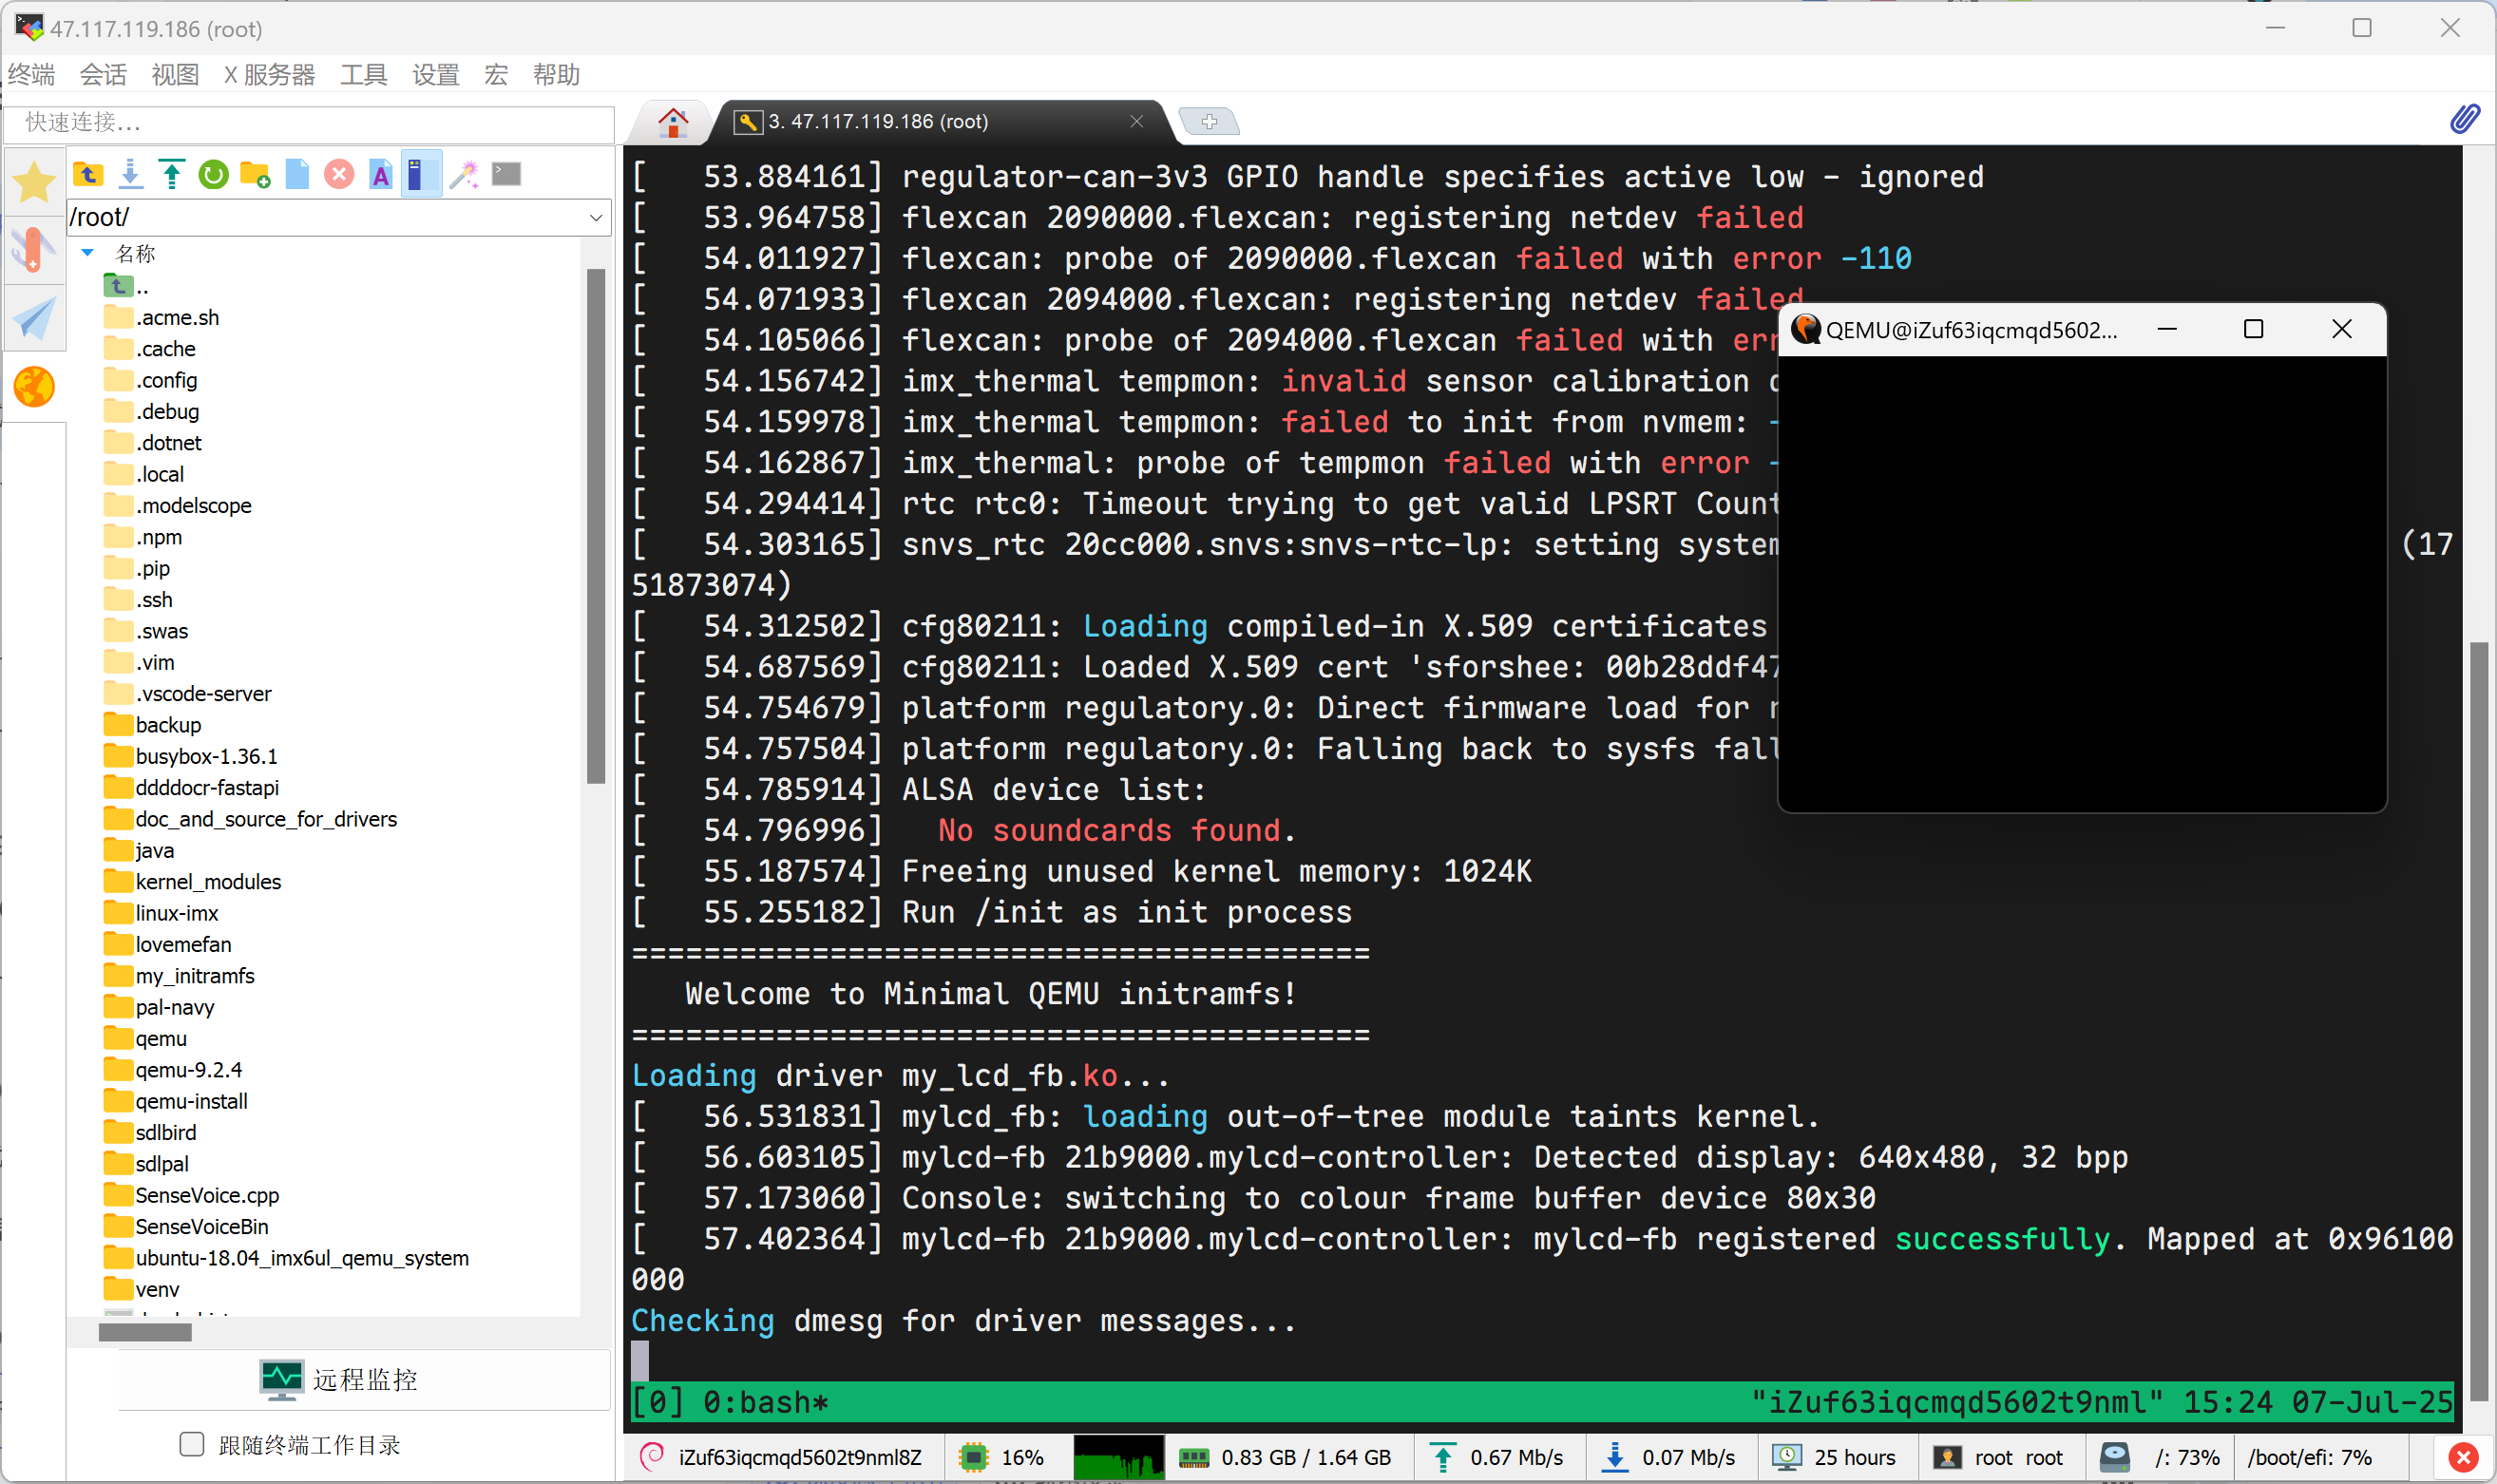 47.117.119.186 (root)
终端 会话 视图 X 服务器 工具 设置 宏 帮助
快速连接...
3. 47.117.119.186 (root)
/root/
名称
..
.acme.sh
.cache
.config
.debug
.dotnet
.local
.modelscope
.npm
.pip
.ssh
.swas
.vim
.vscode-server
backup
busybox-1.36.1
ddddocr-fastapi
doc_and_source_for_drivers
java
kernel_modules
linux-imx
lovemefan
my_initramfs
pal-navy
qemu
qemu-9.2.4
qemu-install
sdlbird
sdlpal
SenseVoice.cpp
SenseVoiceBin
ubuntu-18.04_imx6ul_qemu_system
venv
远程监控
跟随终端工作目录
[   53.884161] regulator-can-3v3 GPIO handle specifies active low - ignored
[   53.964758] flexcan 2090000.flexcan: registering netdev failed
[   54.011927] flexcan: probe of 2090000.flexcan failed with error -110
[   54.071933] flexcan 2094000.flexcan: registering netdev failed
[   54.105066] flexcan: probe of 2094000.flexcan failed with err
[   54.156742] imx_thermal tempmon: invalid sensor calibration
[   54.159978] imx_thermal tempmon: failed to init from nvmem: -
[   54.162867] imx_thermal: probe of tempmon failed with error -
[   54.294414] rtc rtc0: Timeout trying to get valid LPSRT Count
[   54.303165] snvs_rtc 20cc000.snvs:snvs-rtc-lp: setting system (17
51873074)
[   54.312502] cfg80211: Loading compiled-in X.509 certificates
[   54.687569] cfg80211: Loaded X.509 cert 'sforshee: 00b28ddf47
[   54.754679] platform regulatory.0: Direct firmware load for
[   54.757504] platform regulatory.0: Falling back to sysfs fall
[   54.785914] ALSA device list:
[   54.796996]   No soundcards found.
[   55.187574] Freeing unused kernel memory: 1024K
[   55.255182] Run /init as init process
=========================================
   Welcome to Minimal QEMU initramfs!
=========================================
Loading driver my_lcd_fb.ko...
[   56.531831] mylcd_fb: loading out-of-tree module taints kernel.
[   56.603105] mylcd-fb 21b9000.mylcd-controller: Detected display: 640x480, 32 bpp
[   57.173060] Console: switching to colour frame buffer device 80x30
[   57.402364] mylcd-fb 21b9000.mylcd-controller: mylcd-fb registered successfully. Mapped at 0x96100
000
Checking dmesg for driver messages...
[0] 0:bash* "iZuf63iqcmqd5602t9nml" 15:24 07-Jul-25
QEMU@iZuf63iqcmqd5602...
iZuf63iqcmqd5602t9nml8Z 16% 0.83 GB / 1.64 GB 0.67 Mb/s 0.07 Mb/s 25 hours root root /: 73% /boot/efi: 7%